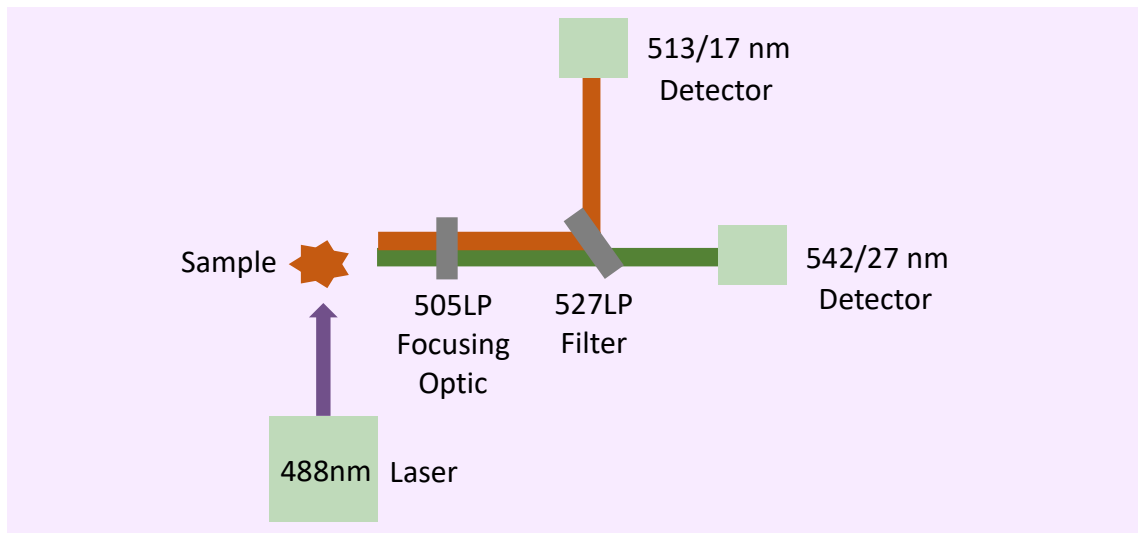 513/17 nm
Detector
Sample
542/27 nm
Detector
505LP
Focusing
Optic
527LP
Filter
488nm
Laser